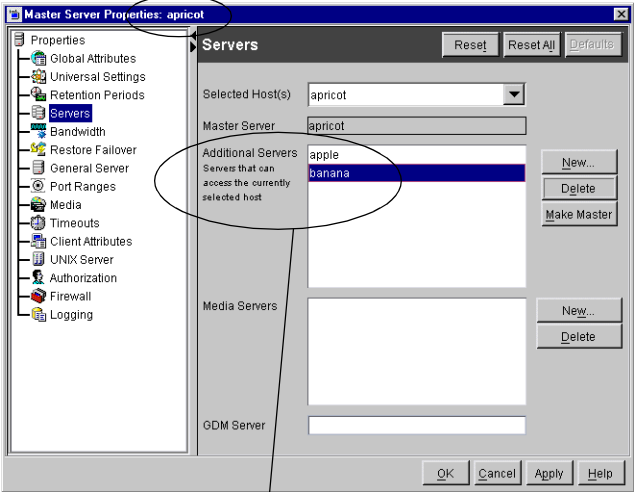 Master Server Properties: apricot
Properties
Global Attributes
Universal Settings
Retention Periods
Servers
Bandwidth
Restore Failover
General Server
Port Ranges
Media
Timeouts
Client Attributes
UNIX Server
Authorization
Firewall
Logging
Servers
Reset
Reset All
Defaults
Selected Host(s)
apricot
Master Server
apricot
Additional Servers
Servers that can
access the currently
selected host
apple
banana
New...
Delete
Make Master
Media Servers
New...
Delete
GDM Server
OK
Cancel
Apply
Help